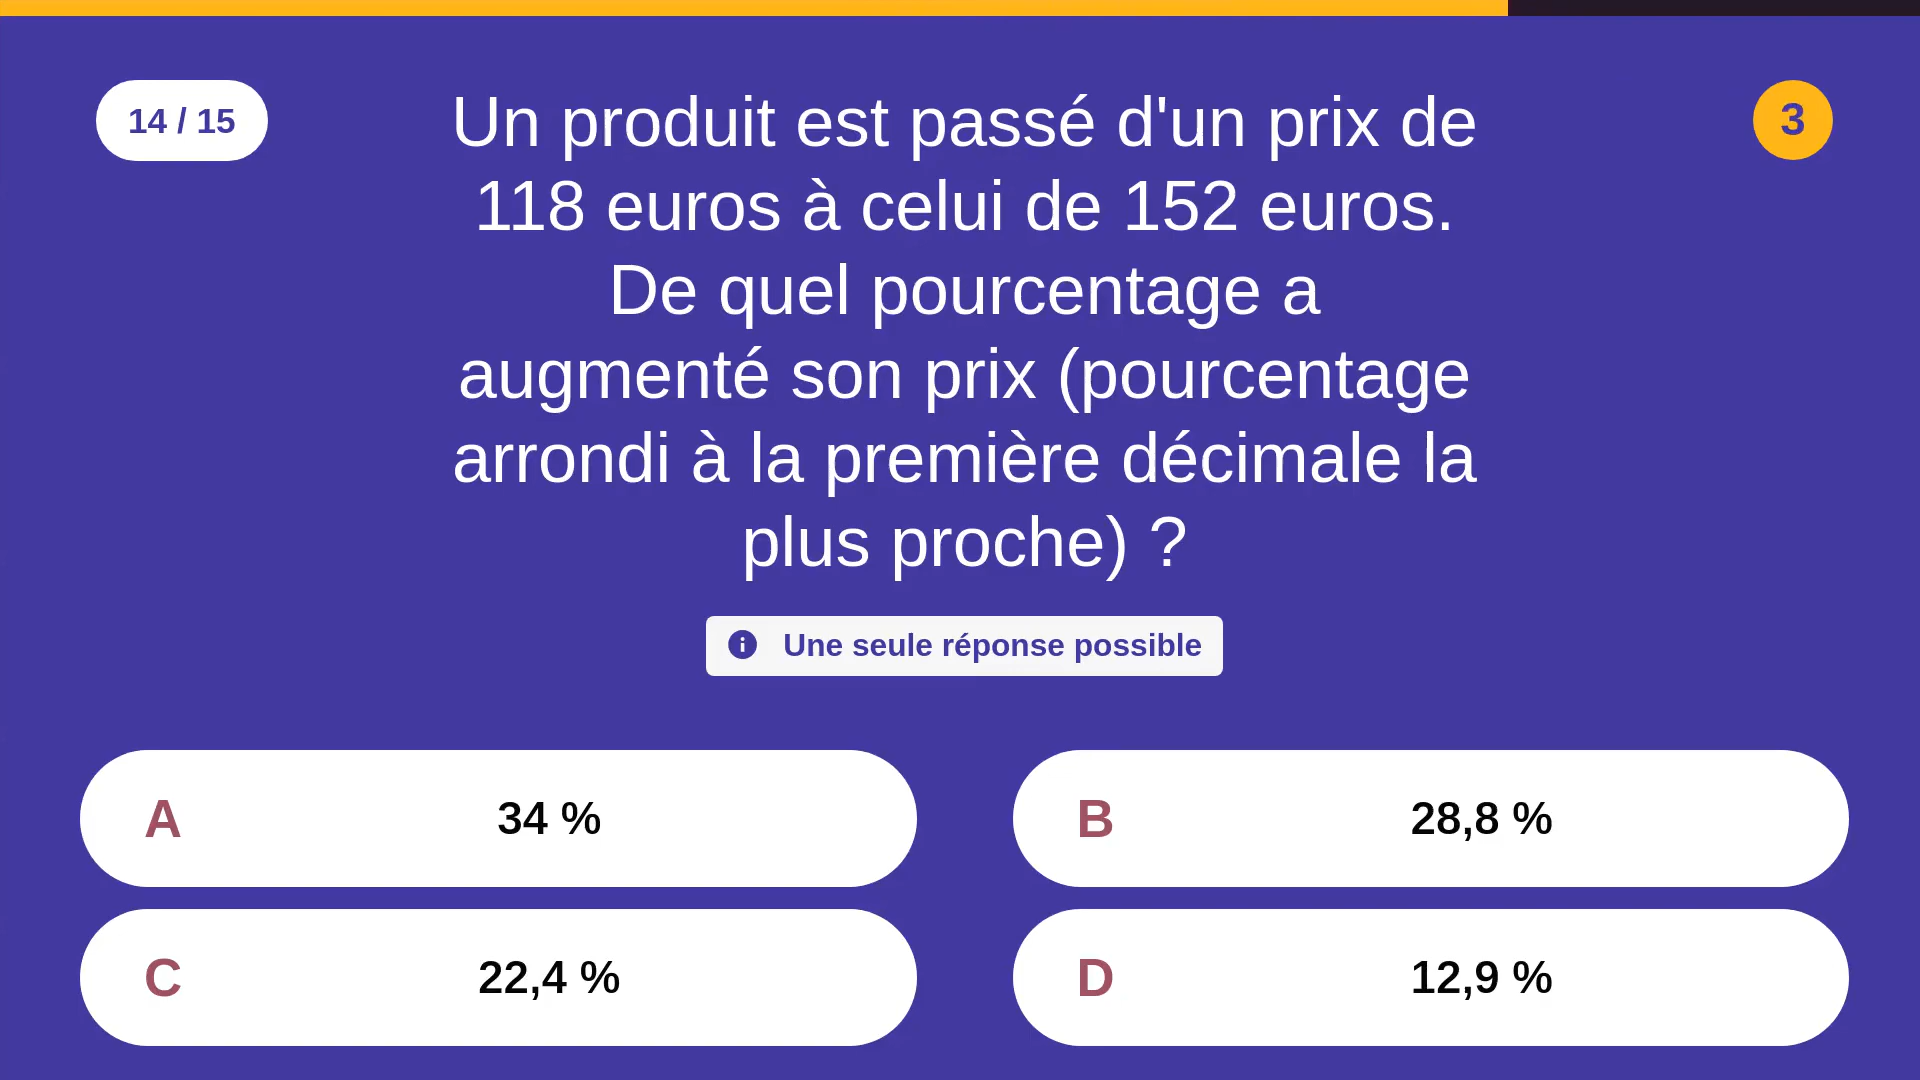 14 / 15
3
Un produit est passé d'un prix de
118 euros à celui de 152 euros.
De quel pourcentage a
augmenté son prix (pourcentage
arrondi à la première décimale la
plus proche) ?
Une seule réponse possible
A 34 %
B 28,8 %
C 22,4 %
D 12,9 %